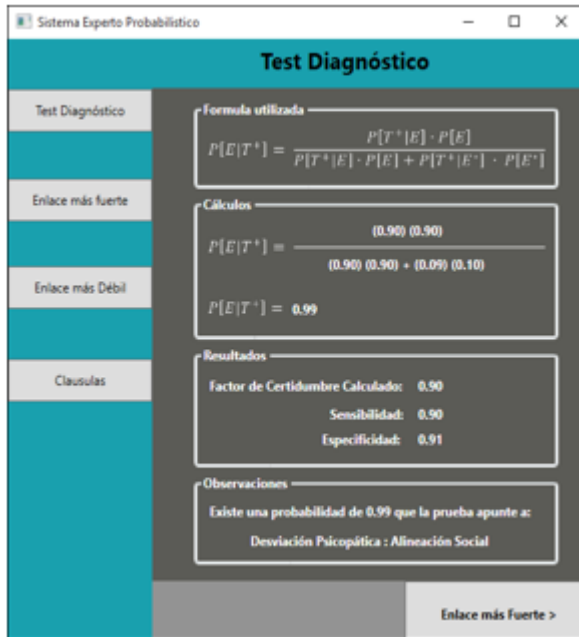 Sistema Experto Probabilistico
Test Diagnóstico
Test Diagnóstico
Enlace más fuerte
Enlace más Débil
Clausulas
Formula utilizada
P[E|T⁺] = P[T⁺|E] · P[E] / P[T⁺|E] · P[E] + P[T⁺|E⁻] · P[E⁻]
Cálculos
P[E|T⁺] = (0.90) (0.90) / (0.90) (0.90) + (0.09) (0.10)
P[E|T⁺] = 0.99
Resultados
Factor de Certidumbre Calculado: 0.90
Sensibilidad: 0.90
Especificidad: 0.91
Observaciones
Existe una probabilidad de 0.99 que la prueba apunte a:
Desviación Psicopática : Alineación Social
Enlace más Fuerte >